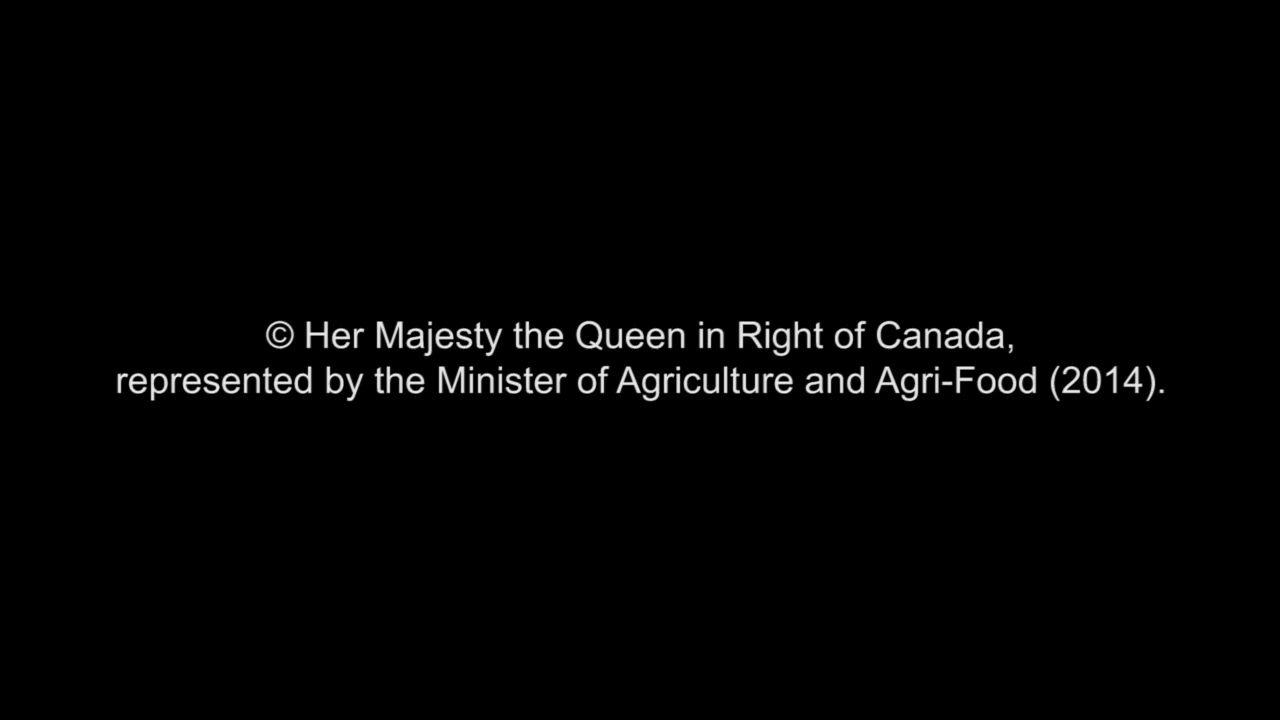 © Her Majesty the Queen in Right of Canada,
represented by the Minister of Agriculture and Agri-Food (2014).